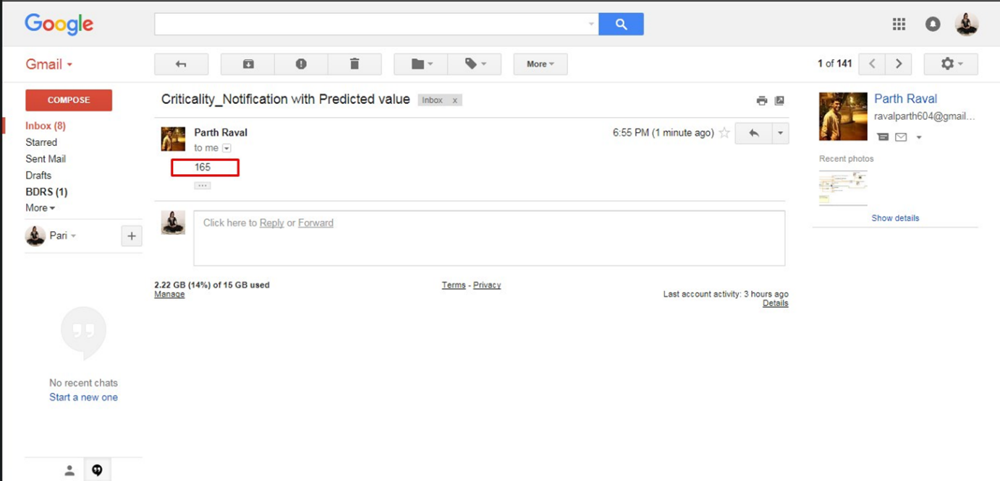 Google
Gmail
More
1 of 141
COMPOSE
Inbox (8)
Starred
Sent Mail
Drafts
BDRS (1)
More
Pari
+
No recent chats
Start a new one
Criticality_Notification with Predicted value Inbox x
Parth Raval
6:55 PM (1 minute ago)
to me
165
...
Click here to Reply or Forward
2.22 GB (14%) of 15 GB used
Manage
Terms - Privacy
Last account activity: 3 hours ago
Details
Parth Raval
ravalparth604@gmail...
Recent photos
Show details